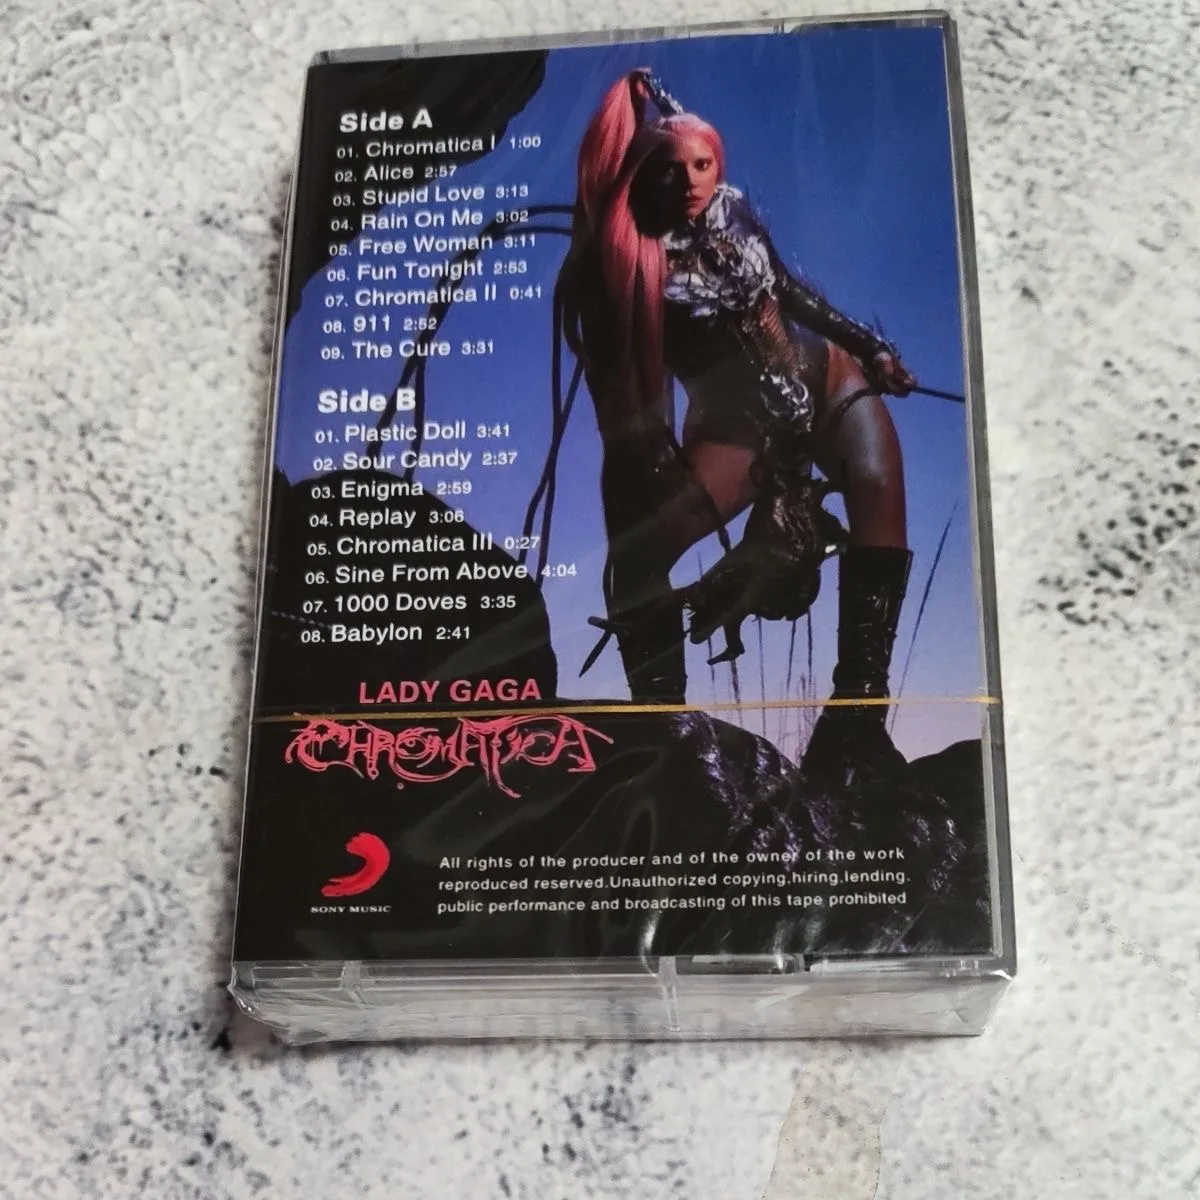 Side A
01. Chromatica I 1:00
02. Alice 2:57
03. Stupid Love 3:13
04. Rain On Me 3:02
05. Free Woman 3:11
06. Fun Tonight 2:53
07. Chromatica II 0:41
08. 911 2:52
09. The Cure 3:31
Side B
01. Plastic Doll 3:41
02. Sour Candy 2:37
03. Enigma 2:59
04. Replay 3:06
05. Chromatica III 0:27
06. Sine From Above 4:04
07. 1000 Doves 3:35
08. Babylon 2:41
LADY GAGA
CHROMATICA
SONY MUSIC
All rights of the producer and of the owner of the work
reproduced reserved.Unauthorized copying,hiring,lending.
public performance and broadcasting of this tape prohibited